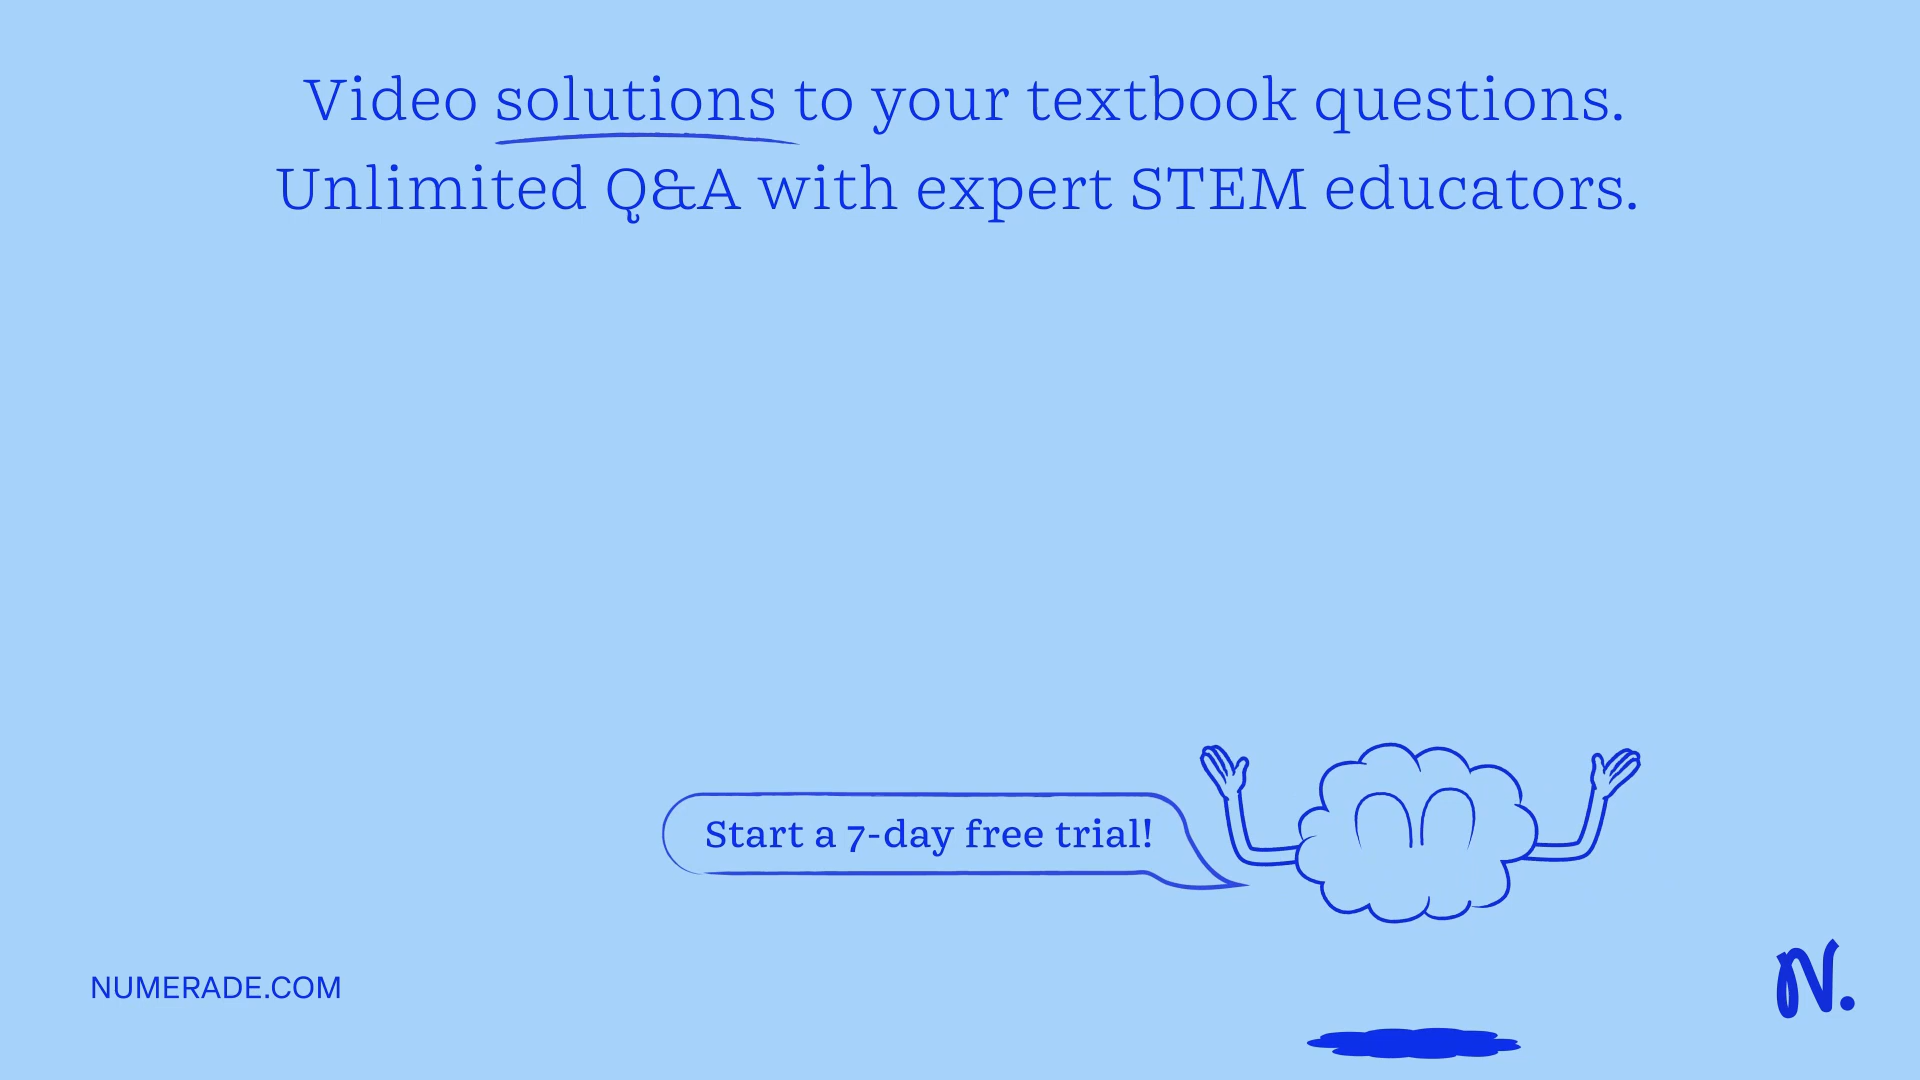 Video solutions to your textbook questions.
Unlimited Q&A with expert STEM educators.
Start a 7-day free trial!
NUMERADE.COM
N.